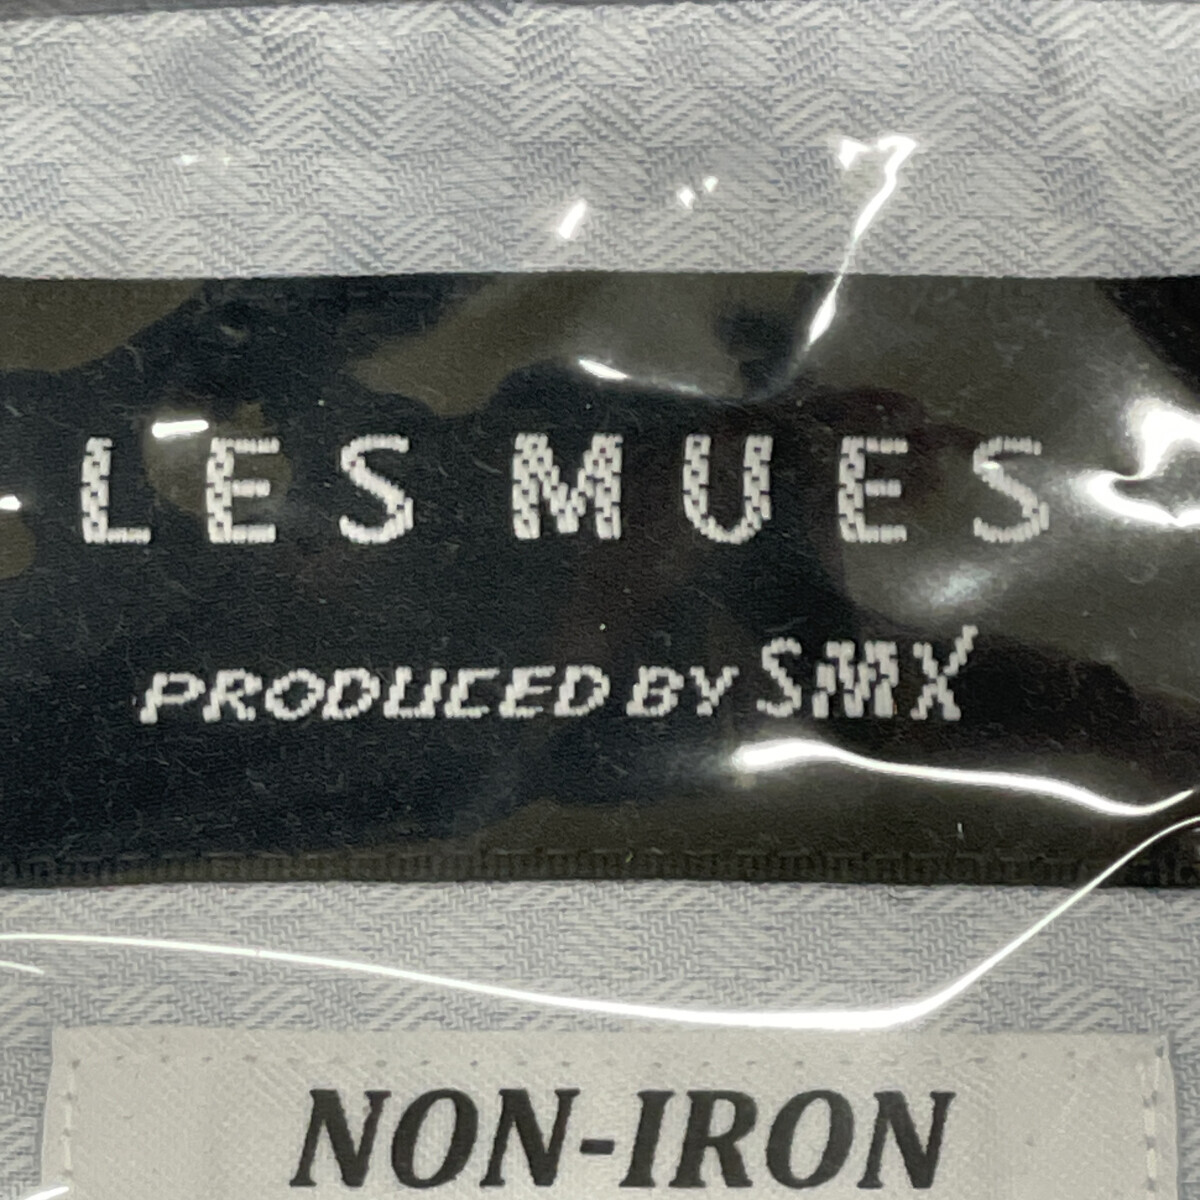 LES MUES
PRODUCED BY SMX
NON-IRON